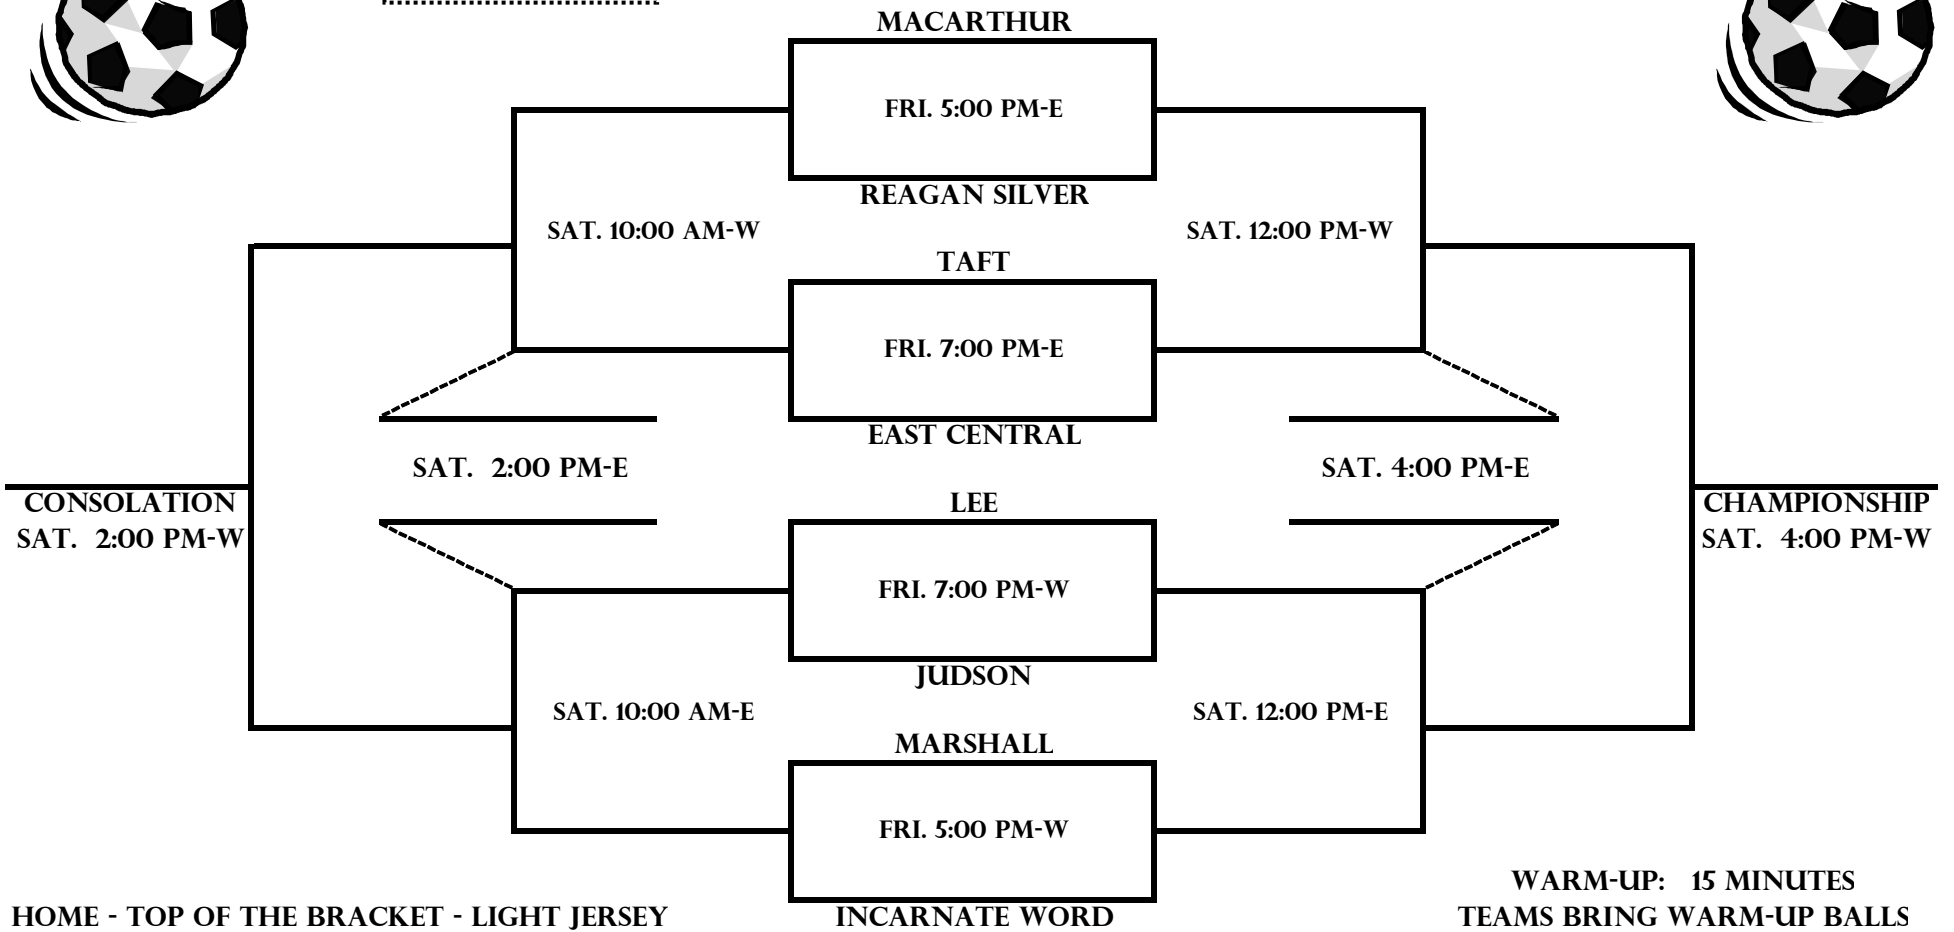 MACARTHUR
FRI. 5:00 PM-E
REAGAN SILVER
SAT. 10:00 AM-W
SAT. 12:00 PM-W
TAFT
FRI. 7:00 PM-E
EAST CENTRAL
SAT.  2:00 PM-E
SAT. 4:00 PM-E
CONSOLATION
SAT.  2:00 PM-W
LEE
CHAMPIONSHIP
SAT.  4:00 PM-W
FRI. 7:00 PM-W
JUDSON
SAT. 10:00 AM-E
SAT. 12:00 PM-E
MARSHALL
FRI. 5:00 PM-W
INCARNATE WORD
HOME - TOP OF THE BRACKET - LIGHT JERSEY
WARM-UP:   15 MINUTES
TEAMS BRING WARM-UP BALLS